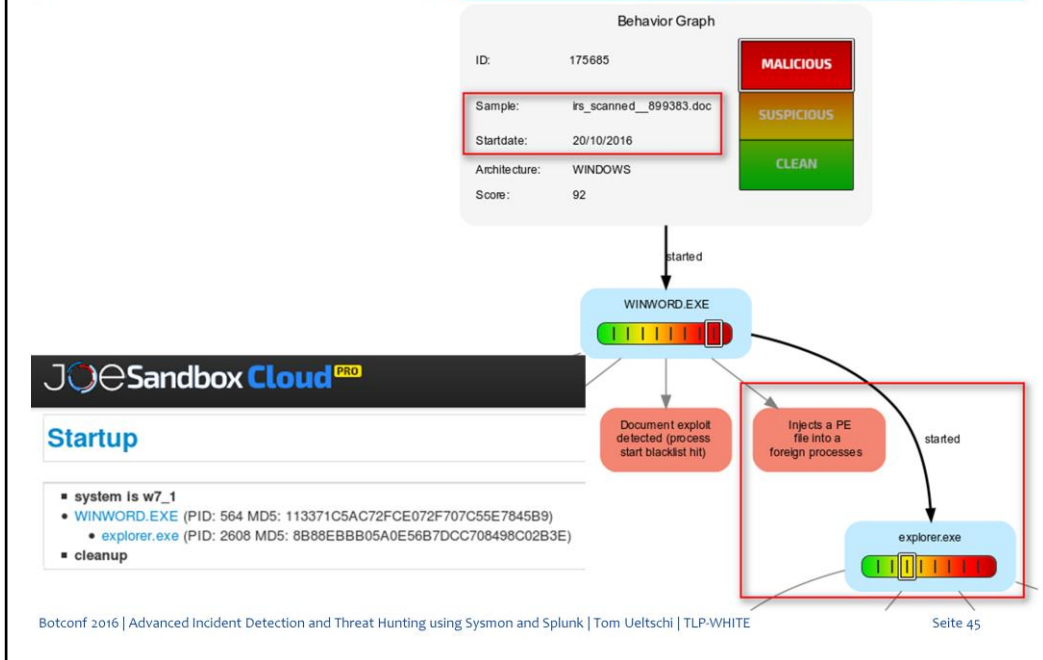 Behavior Graph
ID: 175685
MALICIOUS
Sample: irs_scanned__899383.doc
SUSPICIOUS
Startdate: 20/10/2016
CLEAN
Architecture: WINDOWS
Score: 92
started
WINWORD.EXE
JOESandbox Cloud PRO
Startup
Document exploit
detected (process
start blacklist hit)
Injects a PE
file into a
foreign processes
started
system is w7_1
WINWORD.EXE (PID: 564 MD5: 113371C5AC72FCE072F707C55E7845B9)
explorer.exe (PID: 2608 MD5: 8B88EBBB05A0E56B7DCC708498C02B3E)
cleanup
explorer.exe
Botconf 2016 | Advanced Incident Detection and Threat Hunting using Sysmon and Splunk | Tom Ueltschi | TLP-WHITE
Seite 45